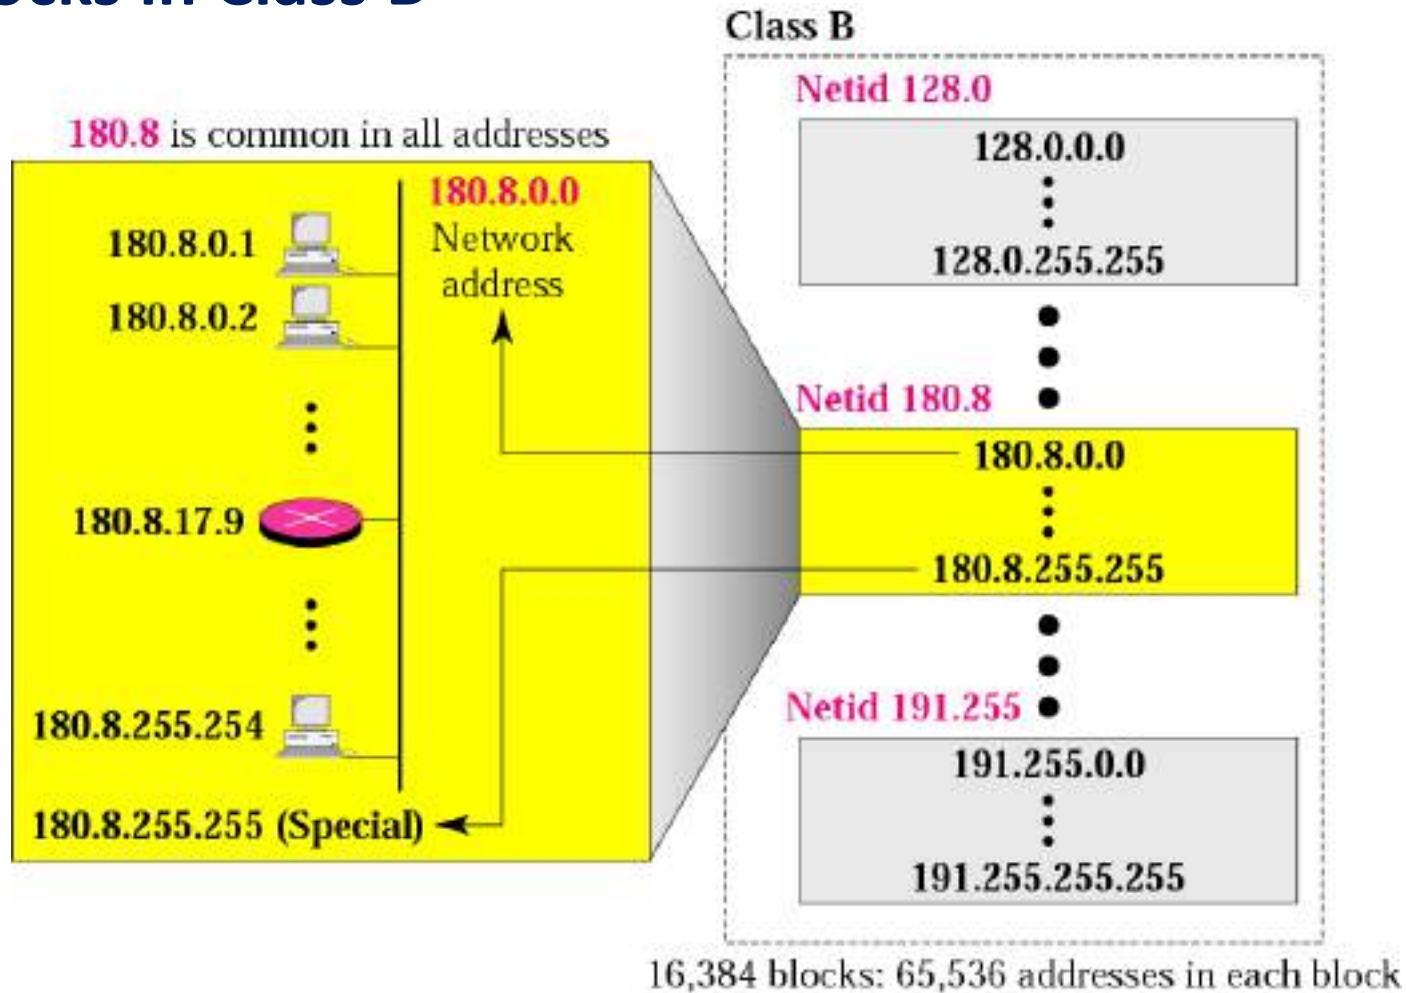 Class B
180.8 is common in all addresses
180.8.0.0
Network
address
180.8.0.1
180.8.0.2
180.8.17.9
180.8.255.254
180.8.255.255 (Special)
Netid 128.0
128.0.0.0
128.0.255.255
Netid 180.8
180.8.0.0
180.8.255.255
Netid 191.255
191.255.0.0
191.255.255.255
16,384 blocks: 65,536 addresses in each block